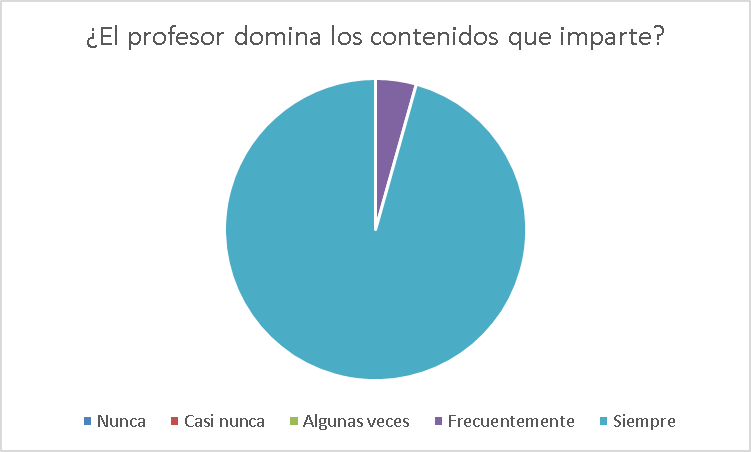 ¿El profesor domina los contenidos que imparte?
Nunca Casi nunca Algunas veces Frecuentemente Siempre